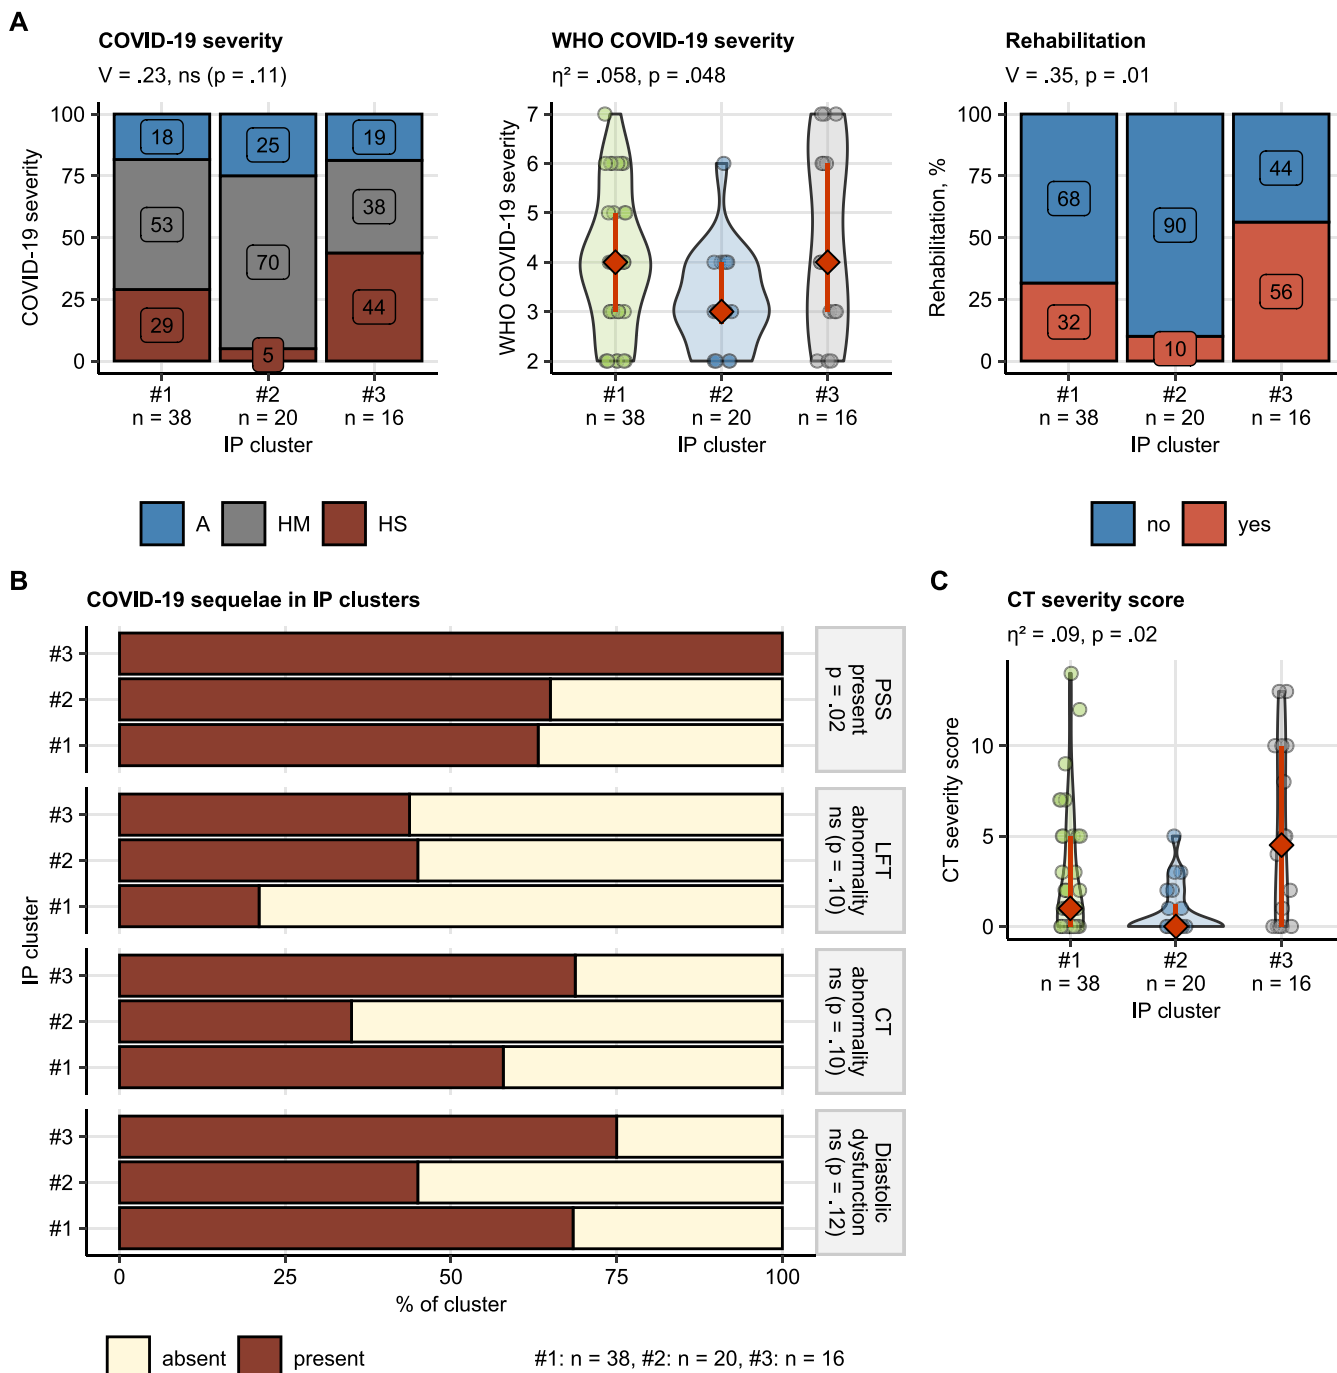 A
COVID-19 severity
V = .23, ns (p = .11)
COVID-19 severity
100
75
50
25
0
18
53
29
25
70
5
19
38
44
#1
n = 38
#2
n = 20
#3
n = 16
IP cluster
A
HM
HS
WHO COVID-19 severity
η² = .058, p = .048
WHO COVID-19 severity
7
6
5
4
3
2
#1
n = 38
#2
n = 20
#3
n = 16
IP cluster
Rehabilitation
V = .35, p = .01
Rehabilitation, %
100
75
50
25
0
68
32
90
10
44
56
#1
n = 38
#2
n = 20
#3
n = 16
IP cluster
no
yes
B
COVID-19 sequelae in IP clusters
IP cluster
#3
#2
#1
PSS
present
p = .02
#3
#2
#1
LFT
abnormality
ns (p = .10)
#3
#2
#1
CT
abnormality
ns (p = .10)
#3
#2
#1
Diastolic
dysfunction
ns (p = .12)
0
25
50
75
100
% of cluster
absent
present
#1: n = 38, #2: n = 20, #3: n = 16
C
CT severity score
η² = .09, p = .02
CT severity score
10
5
0
#1
n = 38
#2
n = 20
#3
n = 16
IP cluster